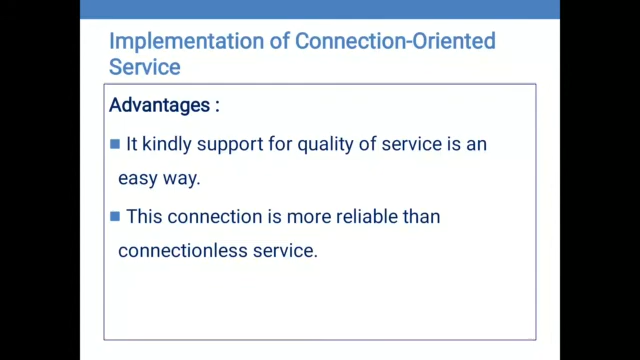 Implementation of Connection-Oriented
Service
Advantages :
It kindly support for quality of service is an
easy way.
This connection is more reliable than
connectionless service.